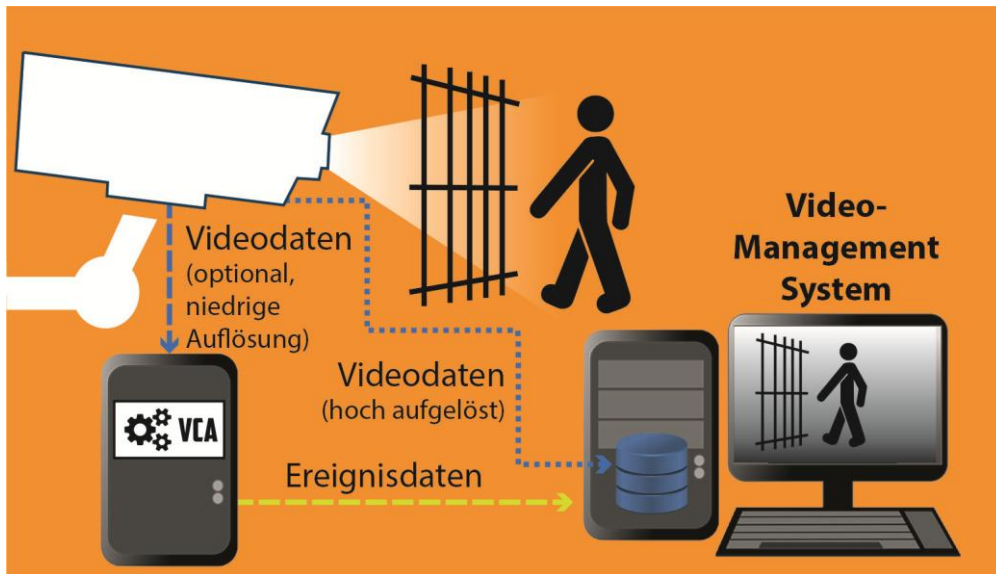 Videodaten
(optional,
niedrige
Auflösung)
Video-
Management
System
Videodaten
(hoch aufgelöst)
VCA
Ereignisdaten